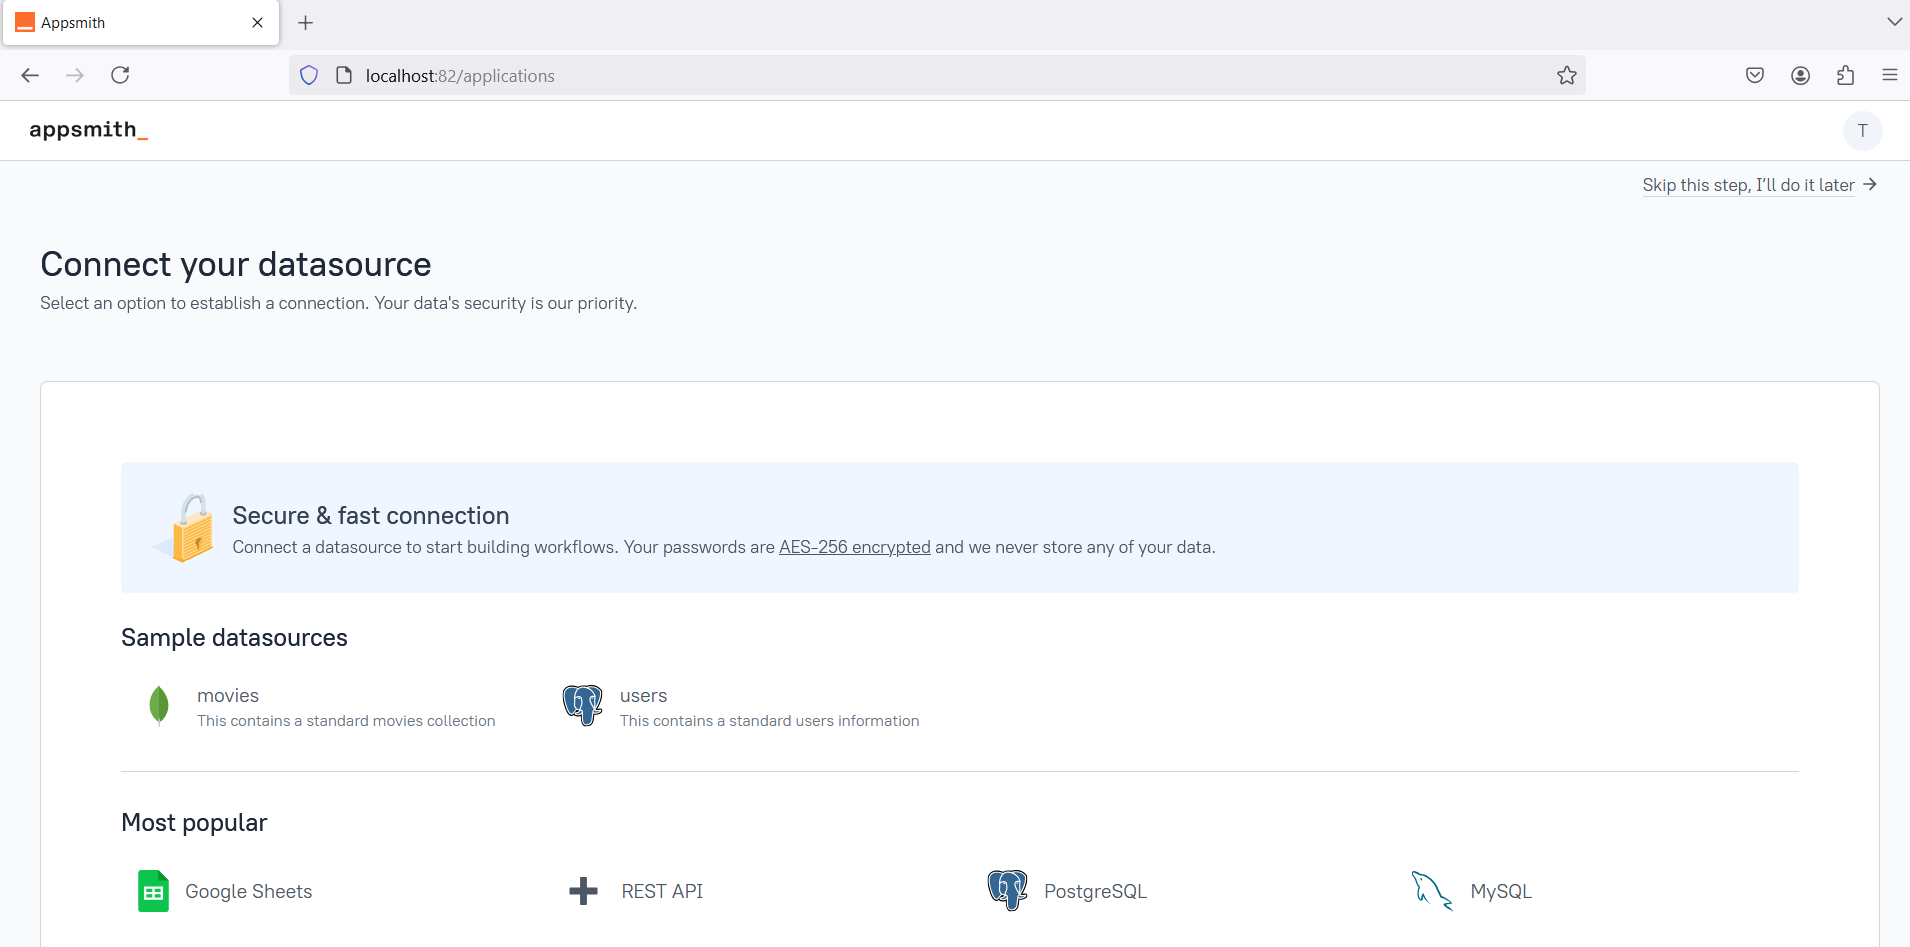 Appsmith
localhost:82/applications
appsmith_
T
Skip this step, I'll do it later
Connect your datasource
Select an option to establish a connection. Your data's security is our priority.
Secure & fast connection
Connect a datasource to start building workflows. Your passwords are AES-256 encrypted and we never store any of your data.
Sample datasources
movies
This contains a standard movies collection
users
This contains a standard users information
Most popular
Google Sheets
REST API
PostgreSQL
MySQL